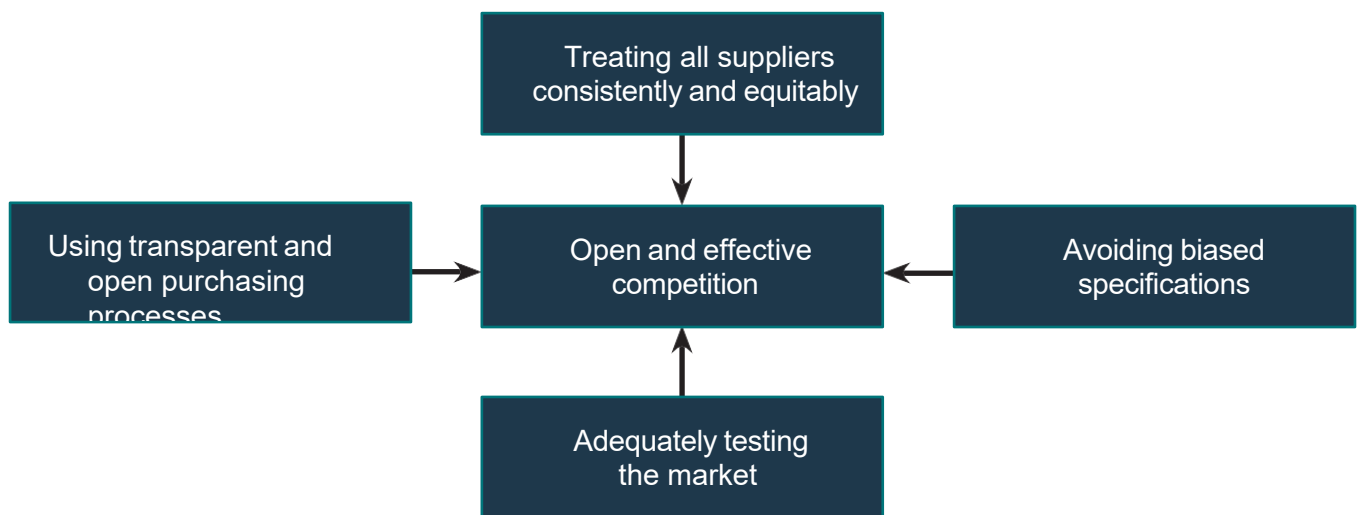 Treating all suppliers
consistently and equitably
Using transparent and
open purchasing
processes
Open and effective
competition
Avoiding biased
specifications
Adequately testing
the market